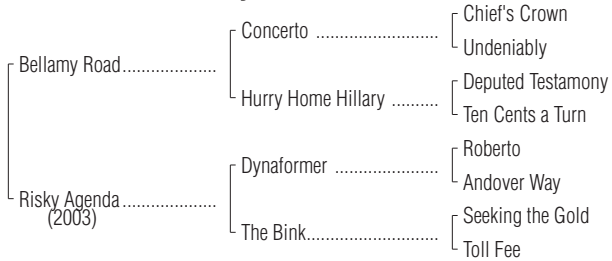 Chief's Crown
Concerto ....................
Undeniably
Bellamy Road...................
Deputed Testamony
Hurry Home Hillary ..........
Ten Cents a Turn
Roberto
Dynaformer ......................
Andover Way
Risky Agenda...................
(2003)
Seeking the Gold
The Bink...........................
Toll Fee